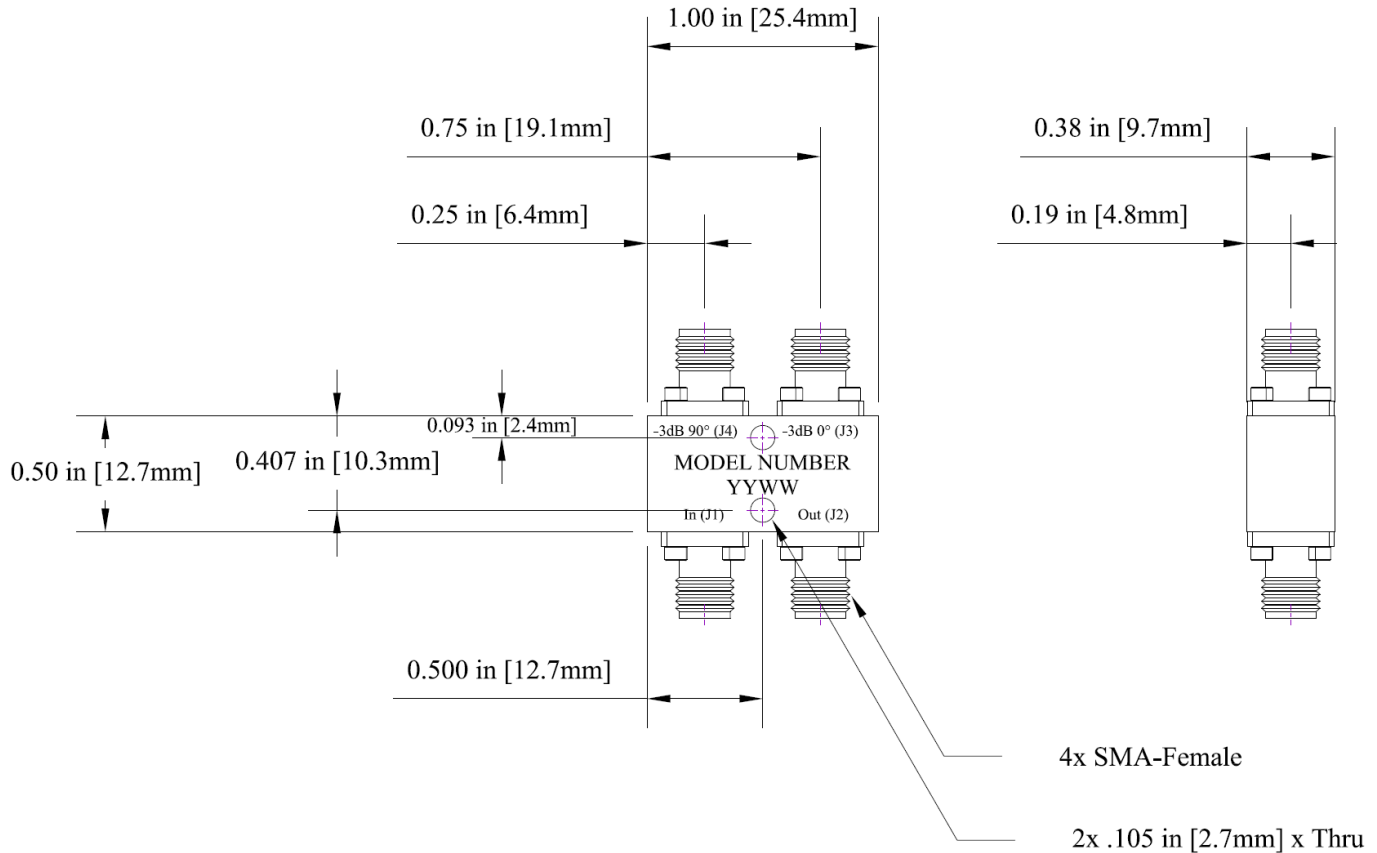 1.00 in [25.4mm]
0.75 in [19.1mm]
0.38 in [9.7mm]
0.25 in [6.4mm]
0.19 in [4.8mm]
0.093 in [2.4mm]
-3dB 90° (J4)
-3dB 0° (J3)
0.50 in [12.7mm]
0.407 in [10.3mm]
MODEL NUMBER
YYWW
In (J1)
Out (J2)
0.500 in [12.7mm]
4x SMA-Female
2x .105 in [2.7mm] x Thru